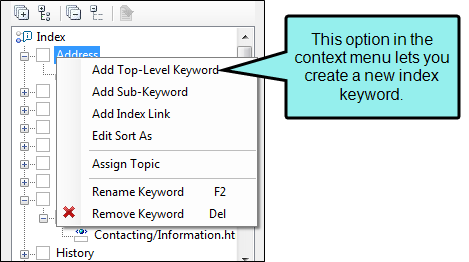 Index
Address
Add Top-Level Keyword
Add Sub-Keyword
Add Index Link
Edit Sort As
Assign Topic
Rename Keyword F2
Remove Keyword Del
Contacting/Information.ht
History
This option in the
context menu lets you
create a new index
keyword.